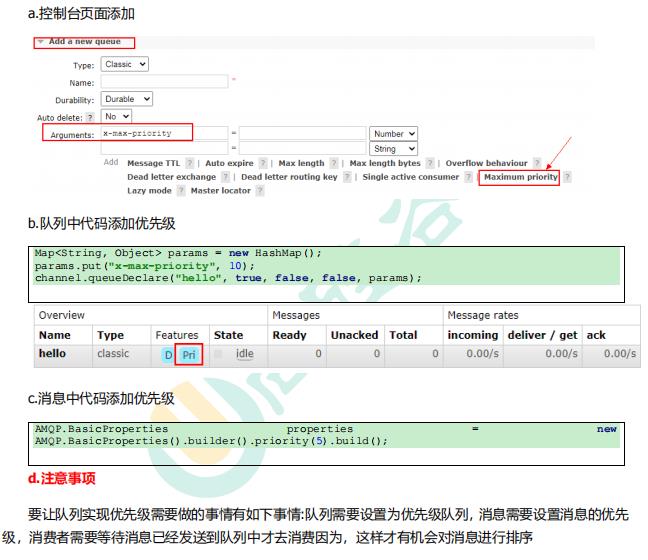 a.控制台页面添加
Add a new queue
Type: Classic
Name: *
Durability: Durable
Auto delete: ? No
Arguments: x-max-priority = Number
= String
Add Message TTL ? | Auto expire ? | Max length ? | Max length bytes ? | Overflow behaviour ?
Dead letter exchange ? | Dead letter routing key ? | Single active consumer ? | Maximum priority ?
Lazy mode ? Master locator ?
b.队列中代码添加优先级
Map<String, Object> params = new HashMap();
params.put("x-max-priority", 10);
channel.queueDeclare("hello", true, false, false, params);
Overview Messages Message rates
Name Type Features State Ready Unacked Total incoming deliver / get ack
hello classic D Pri idle 0 0 0 0.00/s 0.00/s 0.00/s
c.消息中代码添加优先级
AMQP.BasicProperties properties = new
AMQP.BasicProperties().builder().priority(5).build();
d.注意事项
要让队列实现优先级需要做的事情有如下事情:队列需要设置为优先级队列，消息需要设置消息的优先
级，消费者需要等待消息已经发送到队列中才去消费因为，这样才有机会对消息进行排序